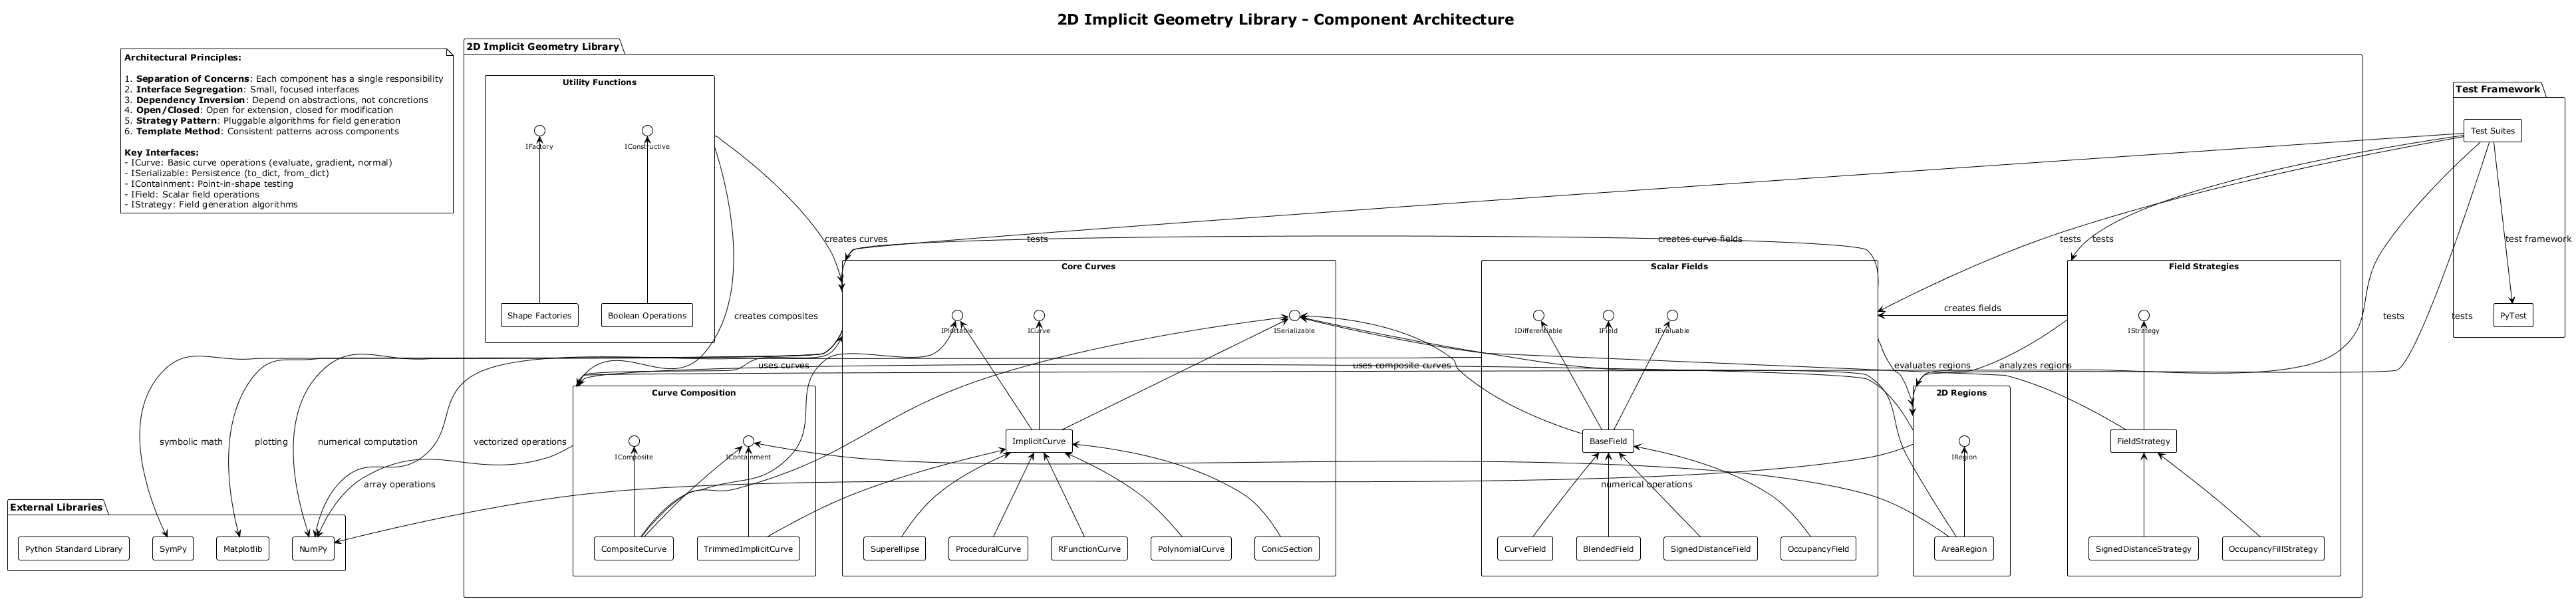 2D Implicit Geometry Library - Component Architecture
Architectural Principles:
1. Separation of Concerns: Each component has a single responsibility
2. Interface Segregation: Small, focused interfaces
3. Dependency Inversion: Depend on abstractions, not concretions
4. Open/Closed: Open for extension, closed for modification
5. Strategy Pattern: Pluggable algorithms for field generation
6. Template Method: Consistent patterns across components
Key Interfaces:
- ICurve: Basic curve operations (evaluate, gradient, normal)
- ISerializable: Persistence (to_dict, from_dict)
- IContainment: Point-in-shape testing
- IField: Scalar field operations
- IStrategy: Field generation algorithms
2D Implicit Geometry Library
Utility Functions
IFactory
IConstructive
Shape Factories
Boolean Operations
Test Framework
Test Suites
test framework
PyTest
creates curves
tests
creates curve fields
tests
tests
creates composites
Core Curves
IPlottable
ICurve
ISerializable
ImplicitCurve
Superellipse
ProceduralCurve
RFunctionCurve
PolynomialCurve
ConicSection
Scalar Fields
IDifferentiable
IField
IEvaluable
BaseField
CurveField
BlendedField
SignedDistanceField
OccupancyField
creates fields
Field Strategies
IStrategy
FieldStrategy
SignedDistanceStrategy
OccupancyFillStrategy
tests
tests
uses curves
uses composite curves
evaluates regions
analyzes regions
Curve Composition
IComposite
IContainment
CompositeCurve
TrimmedImplicitCurve
2D Regions
IRegion
AreaRegion
symbolic math
plotting
numerical computation
vectorized operations
array operations
numerical operations
External Libraries
Python Standard Library
SymPy
Matplotlib
NumPy